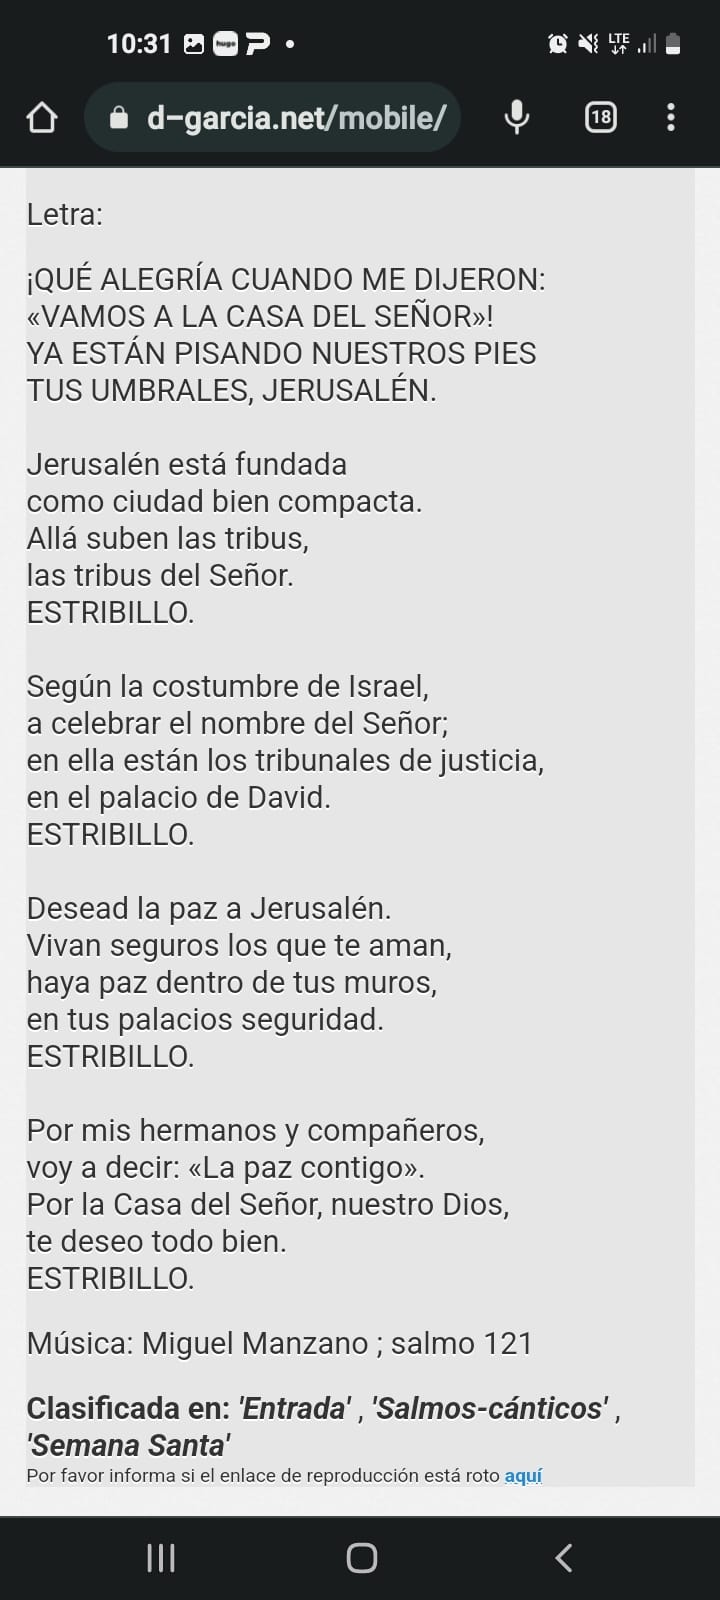 10:31 hugo LTE
d-garcia.net/mobile/ 18
Letra:
¡QUÉ ALEGRÍA CUANDO ME DIJERON:
«VAMOS A LA CASA DEL SEÑOR»!
YA ESTÁN PISANDO NUESTROS PIES
TUS UMBRALES, JERUSALÉN.
Jerusalén está fundada
como ciudad bien compacta.
Allá suben las tribus,
las tribus del Señor.
ESTRIBILLO.
Según la costumbre de Israel,
a celebrar el nombre del Señor;
en ella están los tribunales de justicia,
en el palacio de David.
ESTRIBILLO.
Desead la paz a Jerusalén.
Vivan seguros los que te aman,
haya paz dentro de tus muros,
en tus palacios seguridad.
ESTRIBILLO.
Por mis hermanos y compañeros,
voy a decir: «La paz contigo».
Por la Casa del Señor, nuestro Dios,
te deseo todo bien.
ESTRIBILLO.
Música: Miguel Manzano ; salmo 121
Clasificada en: 'Entrada' , 'Salmos-cánticos' ,
'Semana Santa'
Por favor informa si el enlace de reproducción está roto aquí